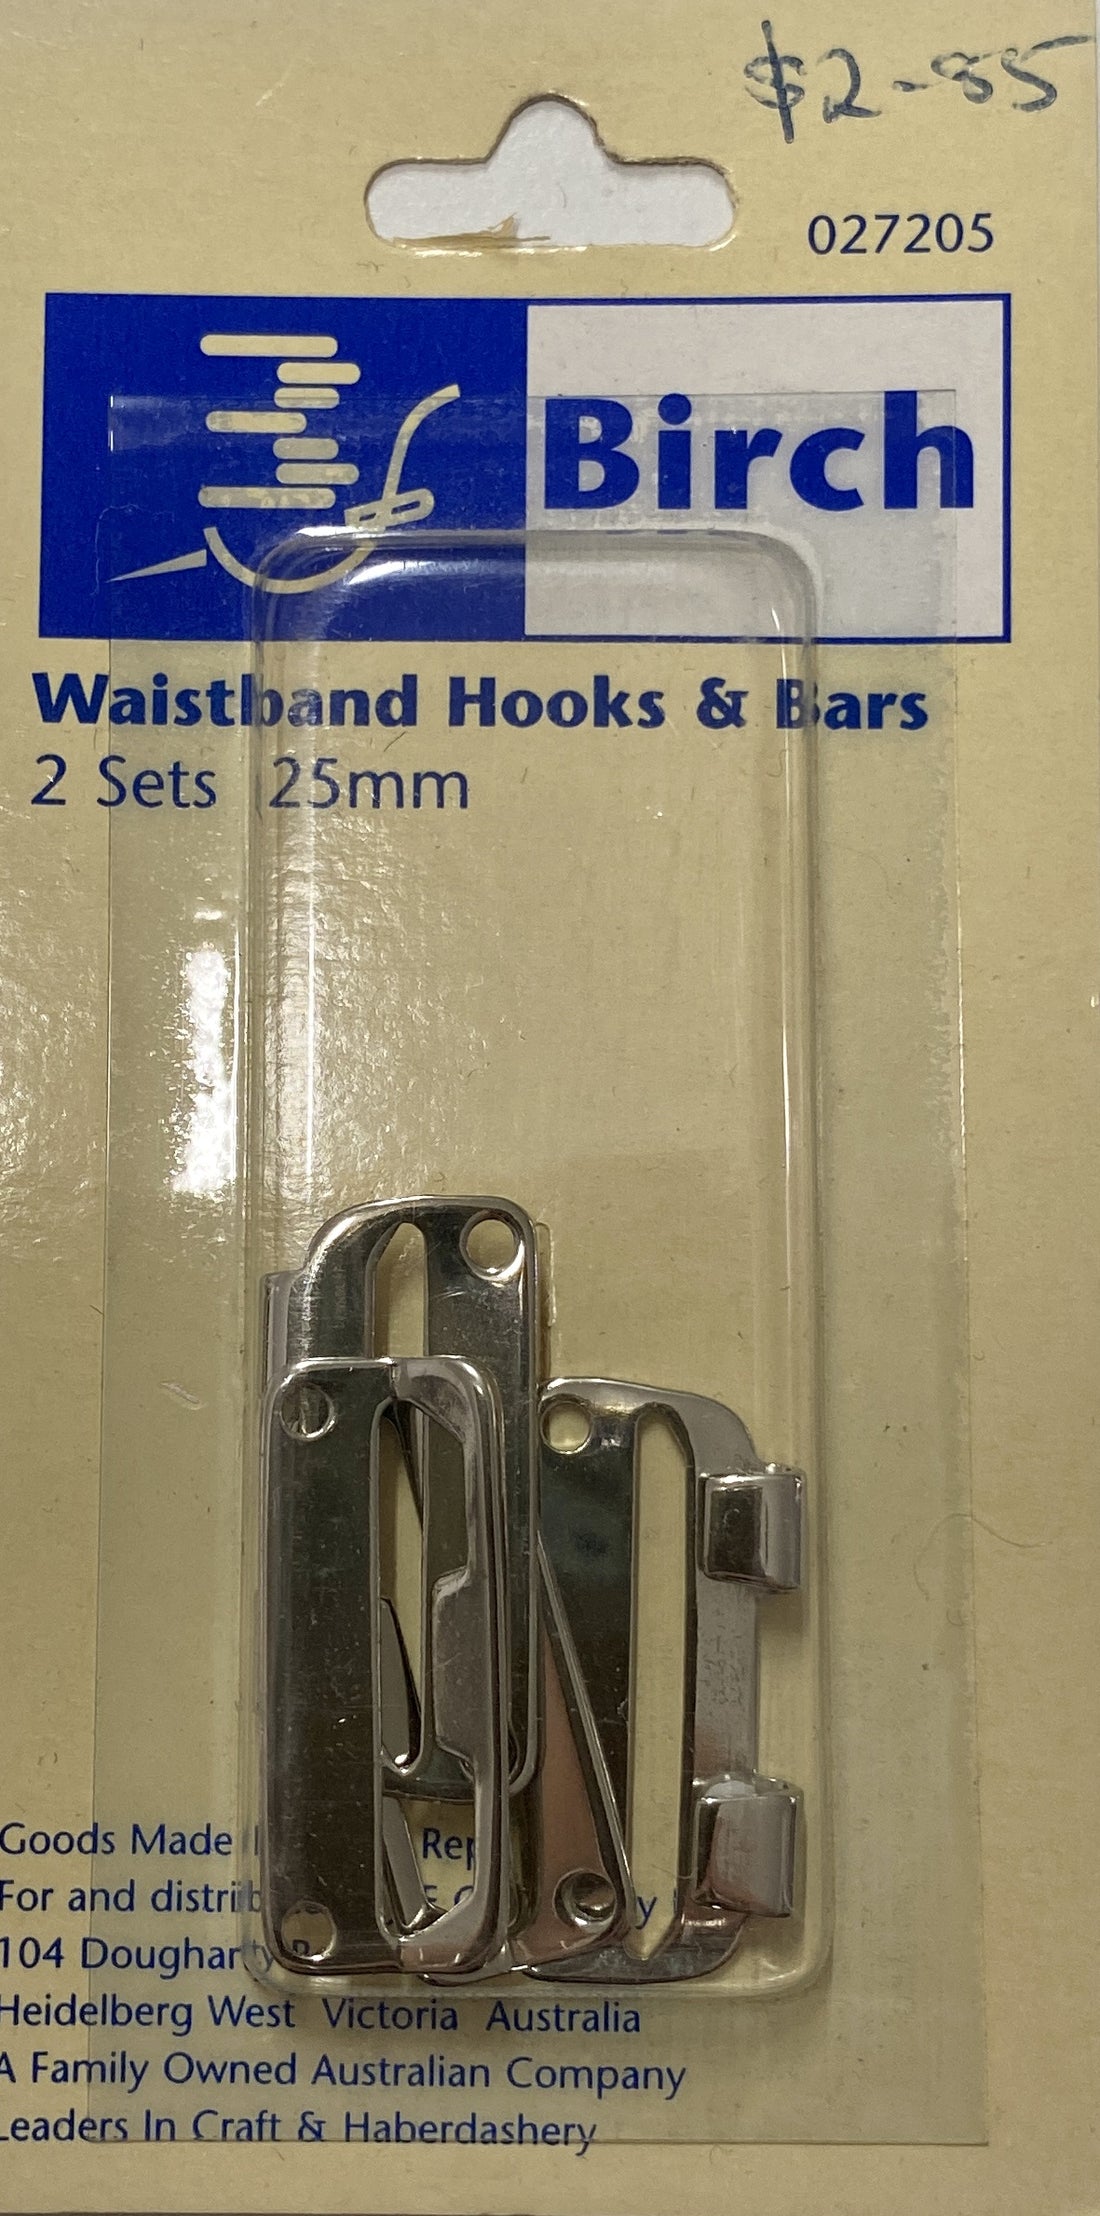 $2-85
027205
Birch
Waistband Hooks & Bars
2 Sets 25mm
Goods Made
For and
104
Heidelberg West Victoria Australia
A Family Owned Australian Company
Leaders In Craft & Haberdashery